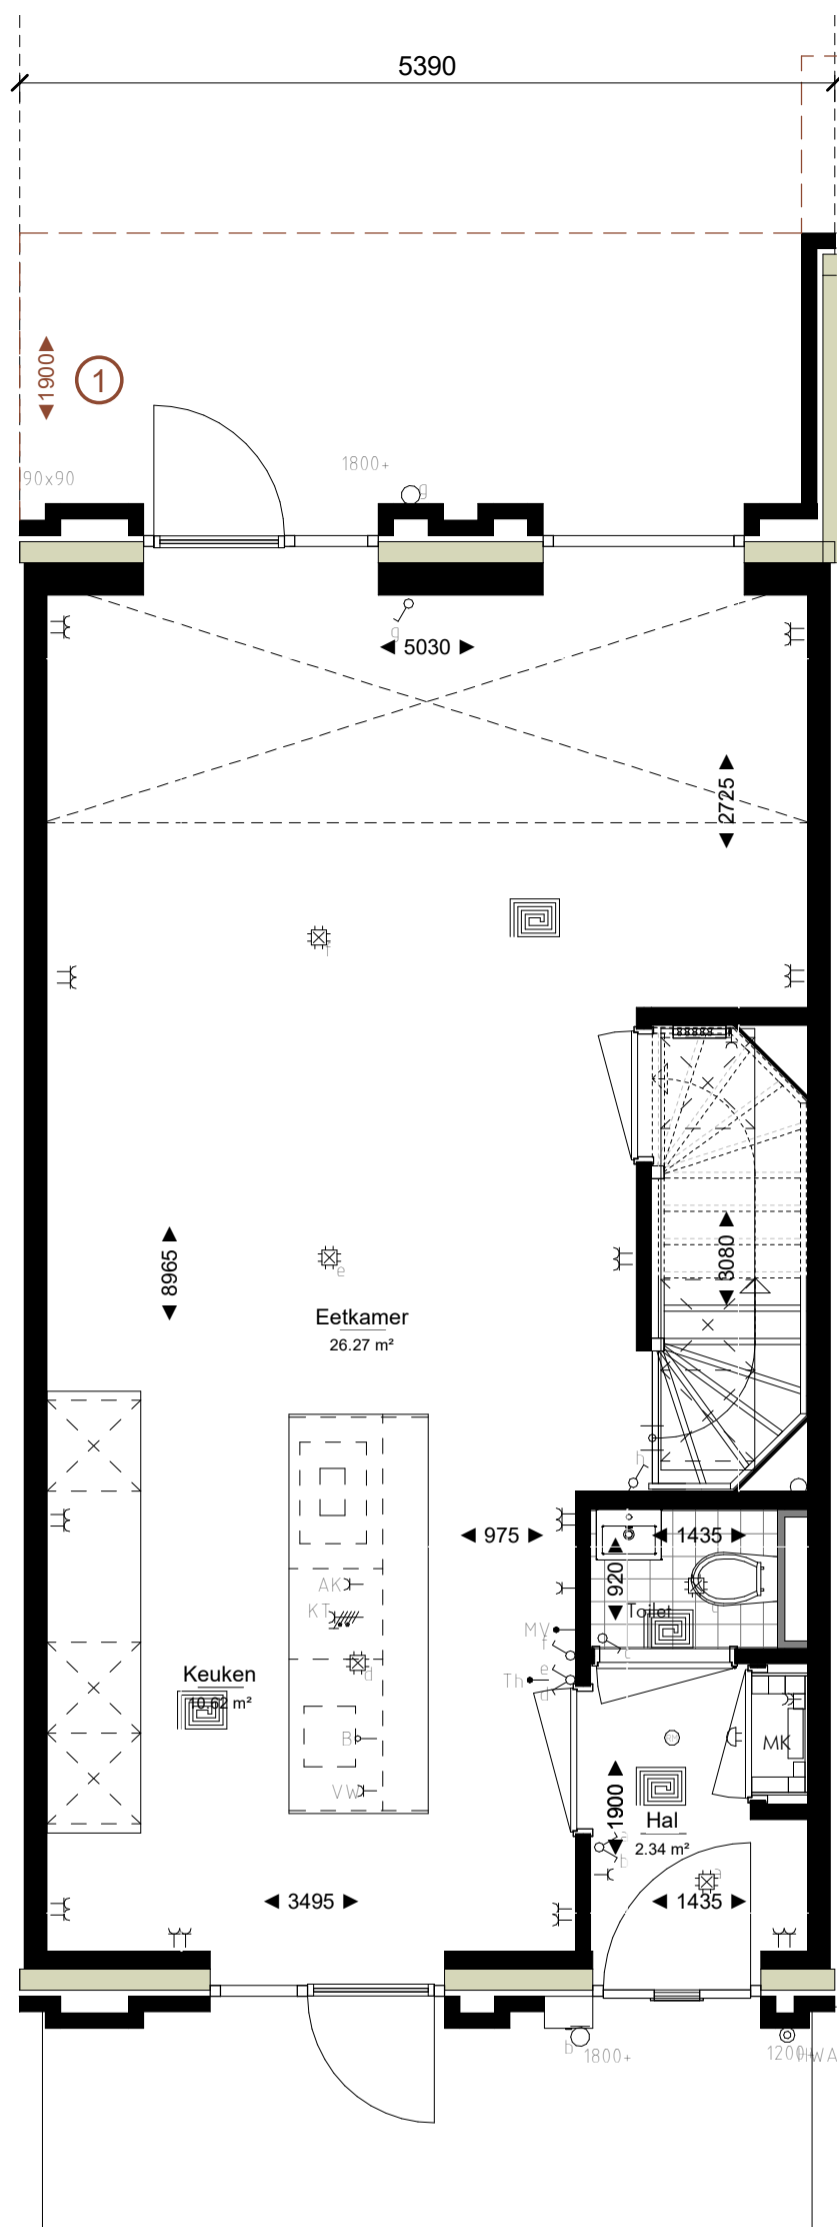 5390
1900
1
90x90
1800+
g
g
5030
2725
f
8965
3080
e
Eetkamer
26.27 m²
h
975
1435
920
AK
KT
Toilet
c
c
MV
f
d
Keuken
10.62 m²
Th
e
d
B
RM
MK
VW
1900
Hal
2.34 m²
a
b
a
3495
1435
b
1800+
1200+
HWA